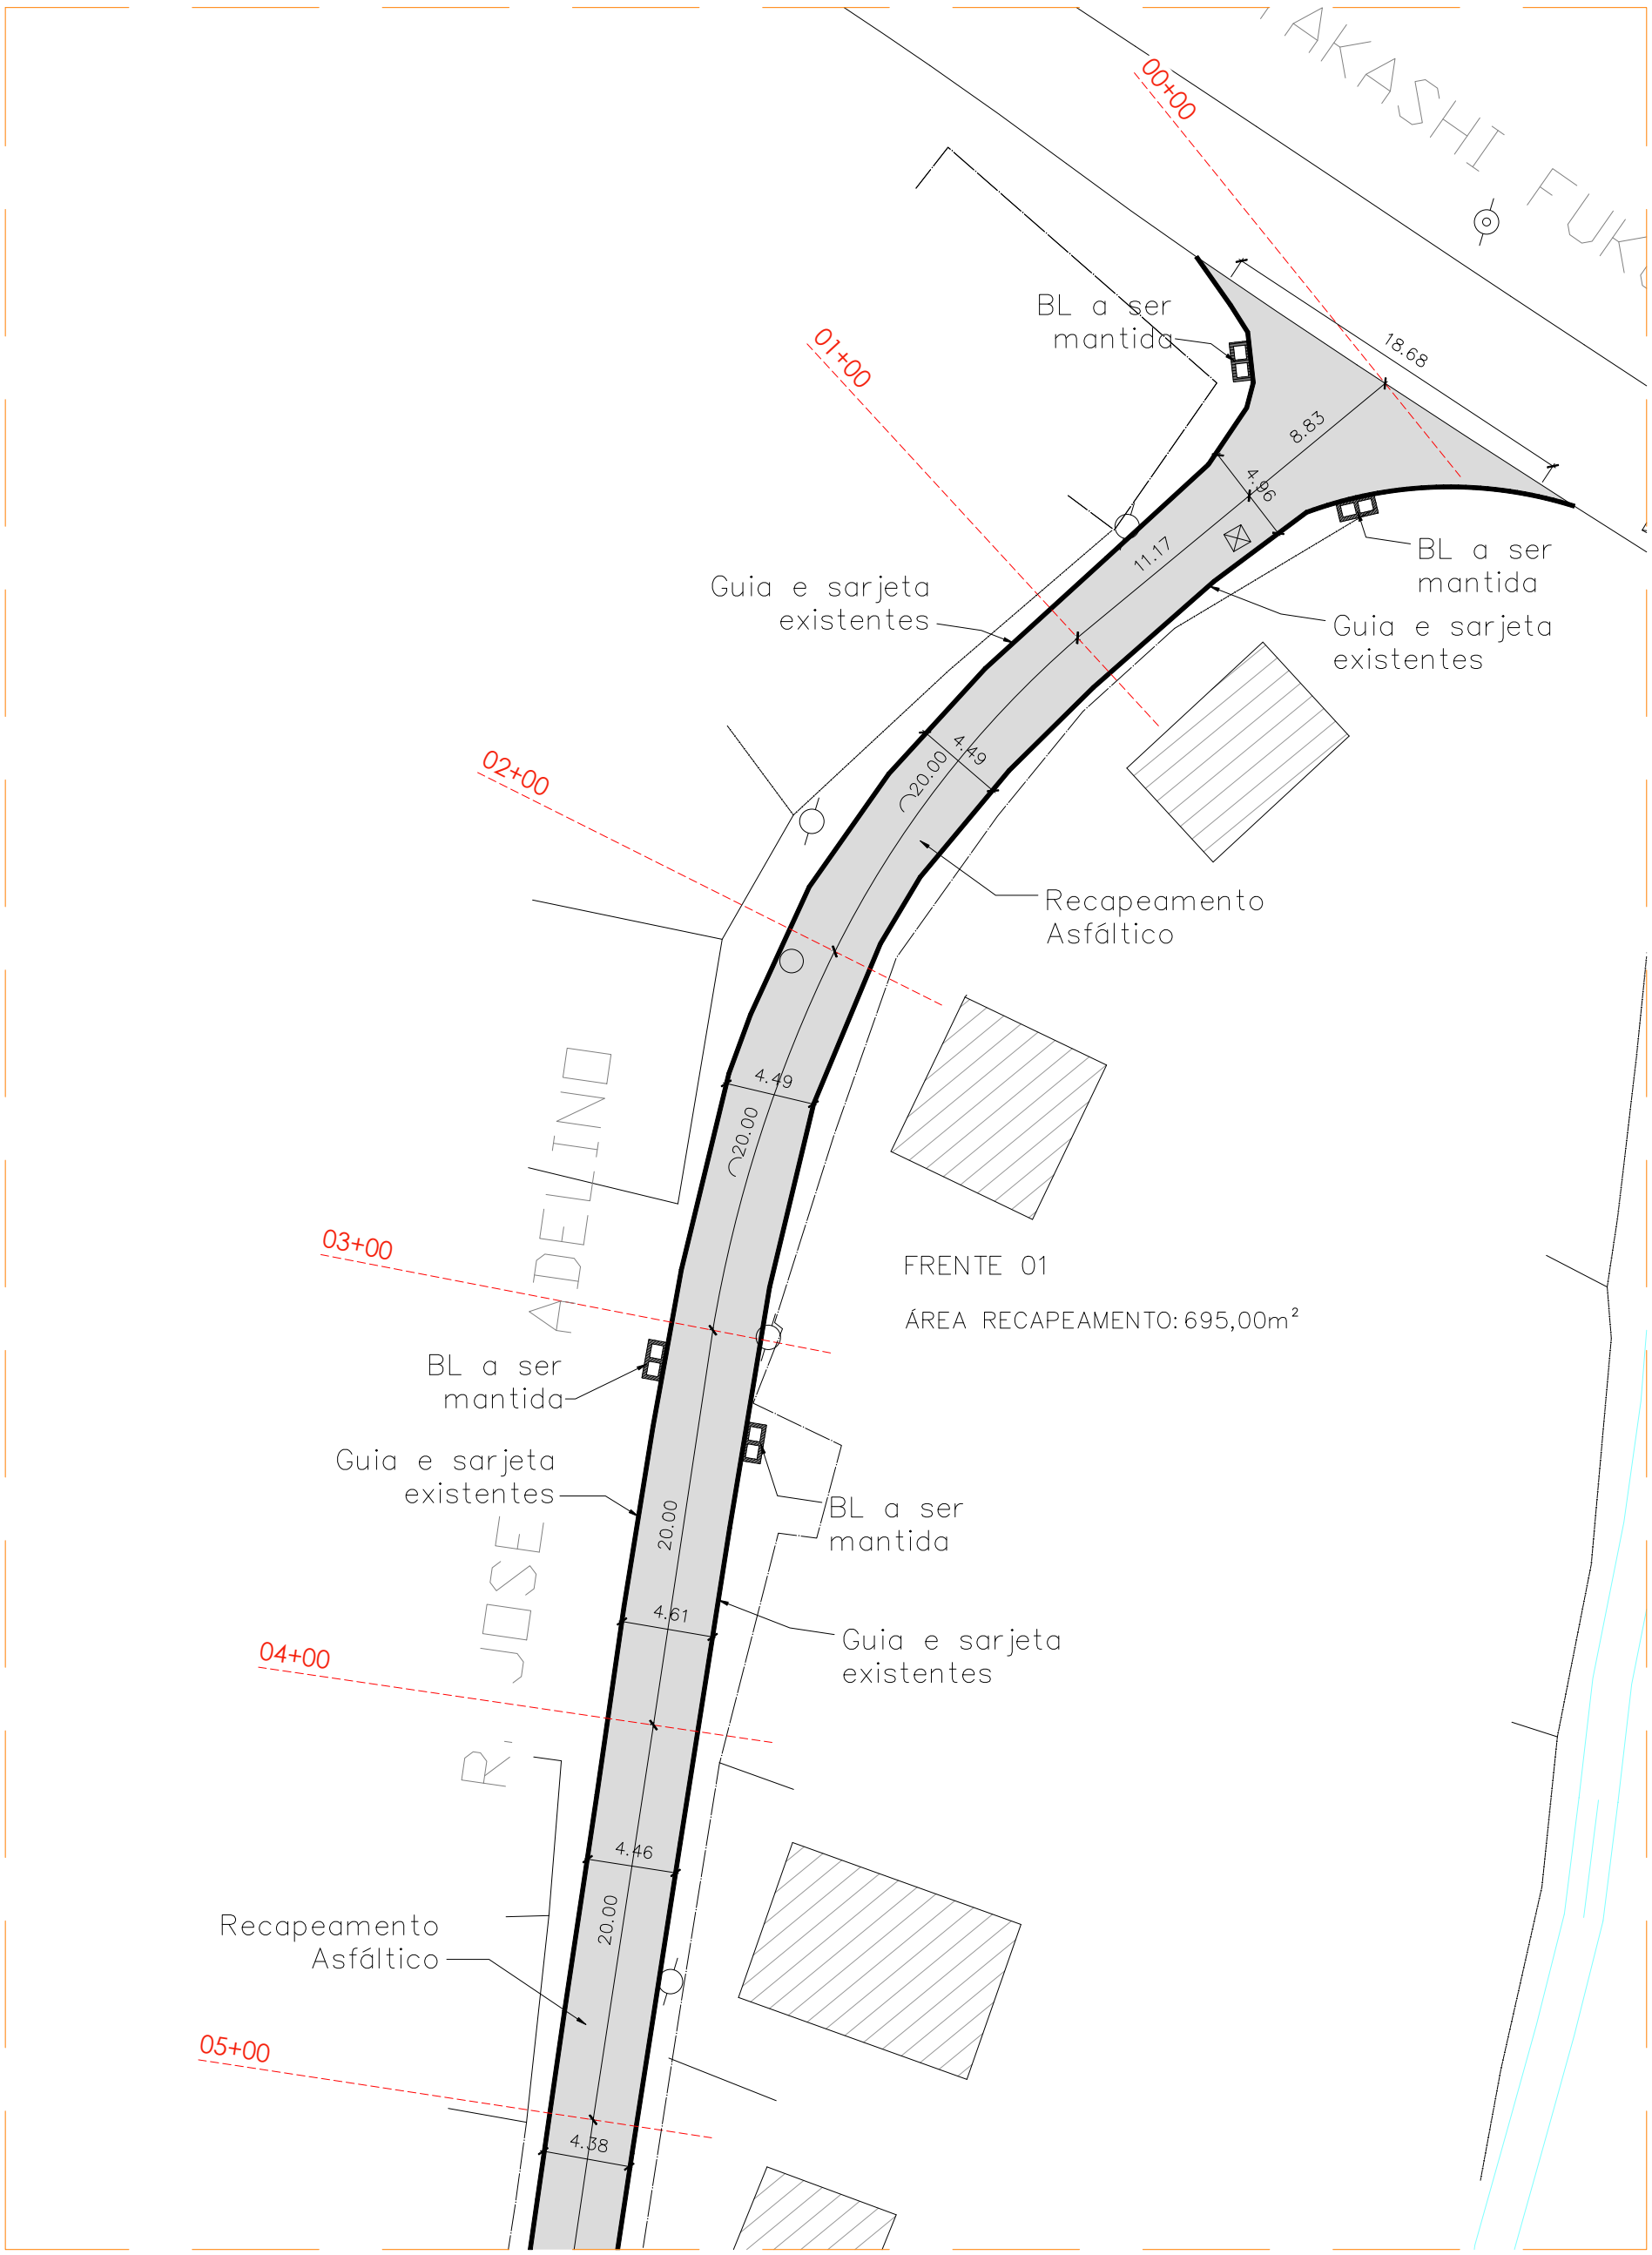 AKASHI FUK
00+00
18.68
BL a ser
mantida
01+00
8.83
4.96
11.17
BL a ser
mantida
Guia e sarjeta
existentes
Guia e sarjeta
existentes
4.49
20.00
02+00
Recapeamento
Asfáltico
4.49
20.00
03+00
FRENTE 01
ÁREA RECAPEAMENTO: 695,00m²
BL a ser
mantida
R. JOSE ADELINO
Guia e sarjeta
existentes
BL a ser
mantida
20.00
4.61
Guia e sarjeta
existentes
04+00
4.46
20.00
Recapeamento
Asfáltico
05+00
4.38